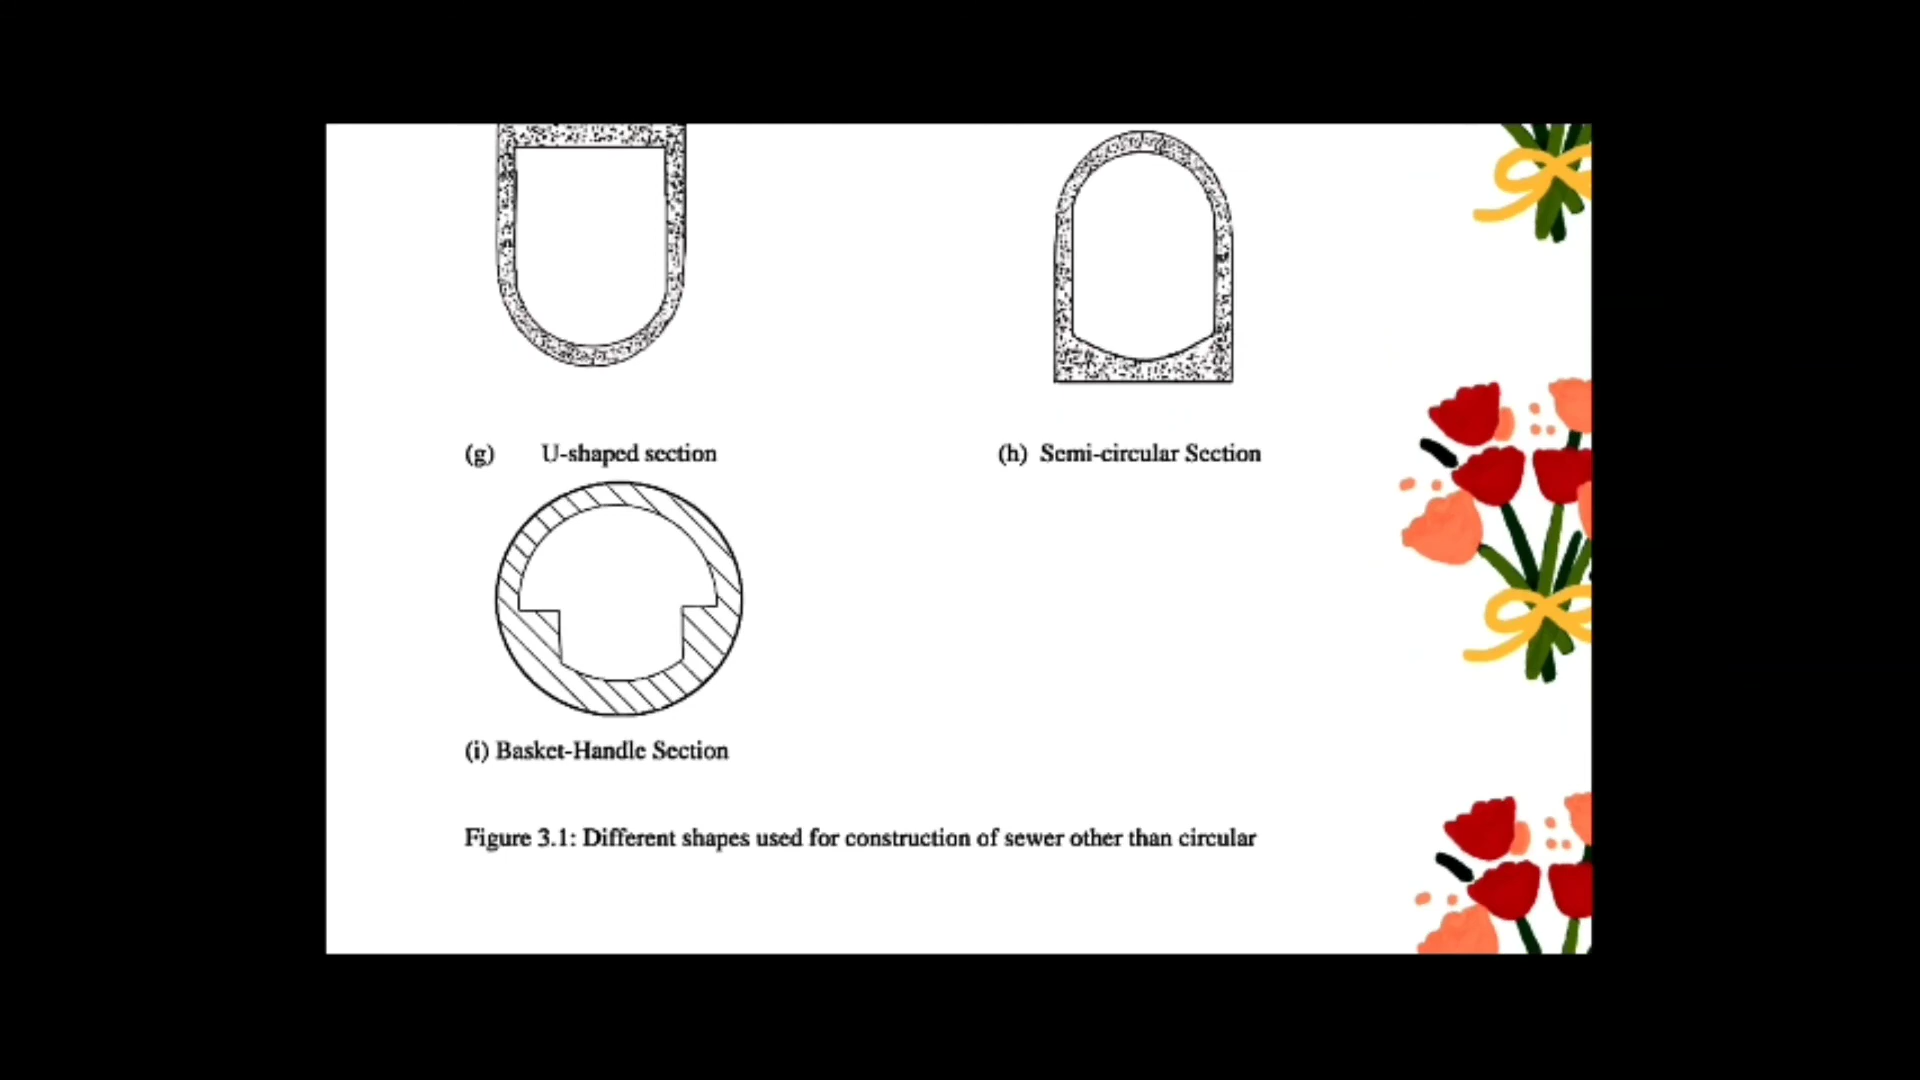 (g) U-shaped section
(h) Semi-circular Section
(i) Basket-Handle Section
Figure 3.1: Different shapes used for construction of sewer other than circular